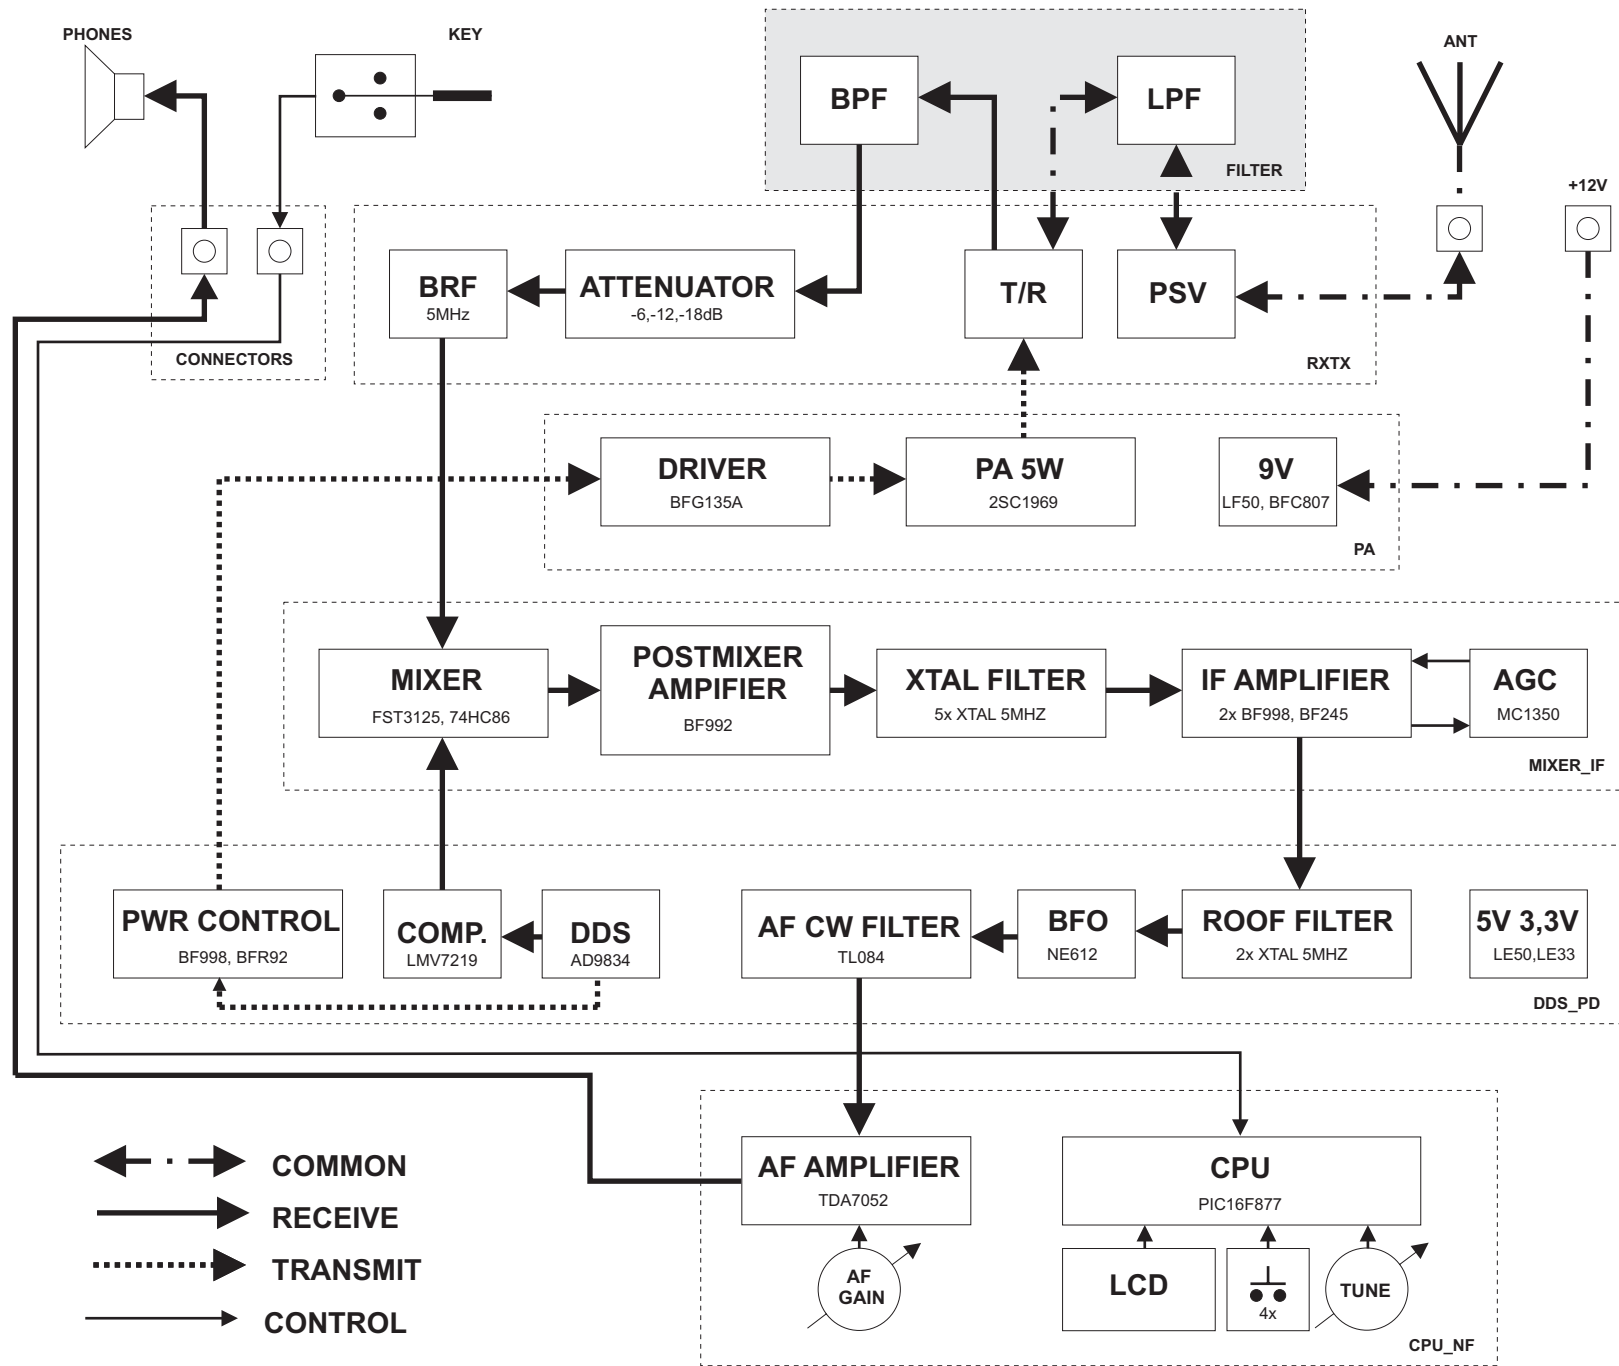 PHONES
KEY
BPF
LPF
FILTER
ANT
+12V
BRF
5MHz
ATTENUATOR
-6,-12,-18dB
T/R
PSV
RXTX
CONNECTORS
DRIVER
BFG135A
PA 5W
2SC1969
9V
LF50, BFC807
PA
MIXER
FST3125, 74HC86
POSTMIXER
AMPIFIER
BF992
XTAL FILTER
5x XTAL 5MHZ
IF AMPLIFIER
2x BF998, BF245
AGC
MC1350
MIXER_IF
PWR CONTROL
BF998, BFR92
COMP.
LMV7219
DDS
AD9834
AF CW FILTER
TL084
BFO
NE612
ROOF FILTER
2x XTAL 5MHZ
5V 3,3V
LE50,LE33
DDS_PD
AF AMPLIFIER
TDA7052
CPU
PIC16F877
AF
GAIN
LCD
4x
TUNE
CPU_NF
COMMON
RECEIVE
TRANSMIT
CONTROL